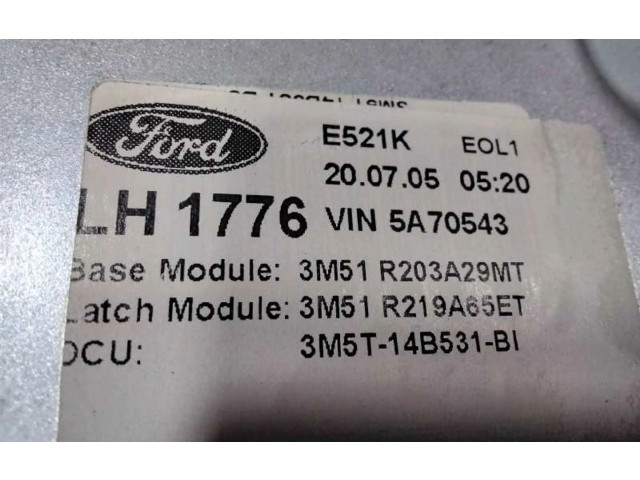 Ford
E521K EOL1
20.07.05 05:20
LH 1776 VIN 5A70543
Base Module: 3M51 R203A29MT
Latch Module: 3M51 R219A65ET
DCU: 3M5T-14B531-BI